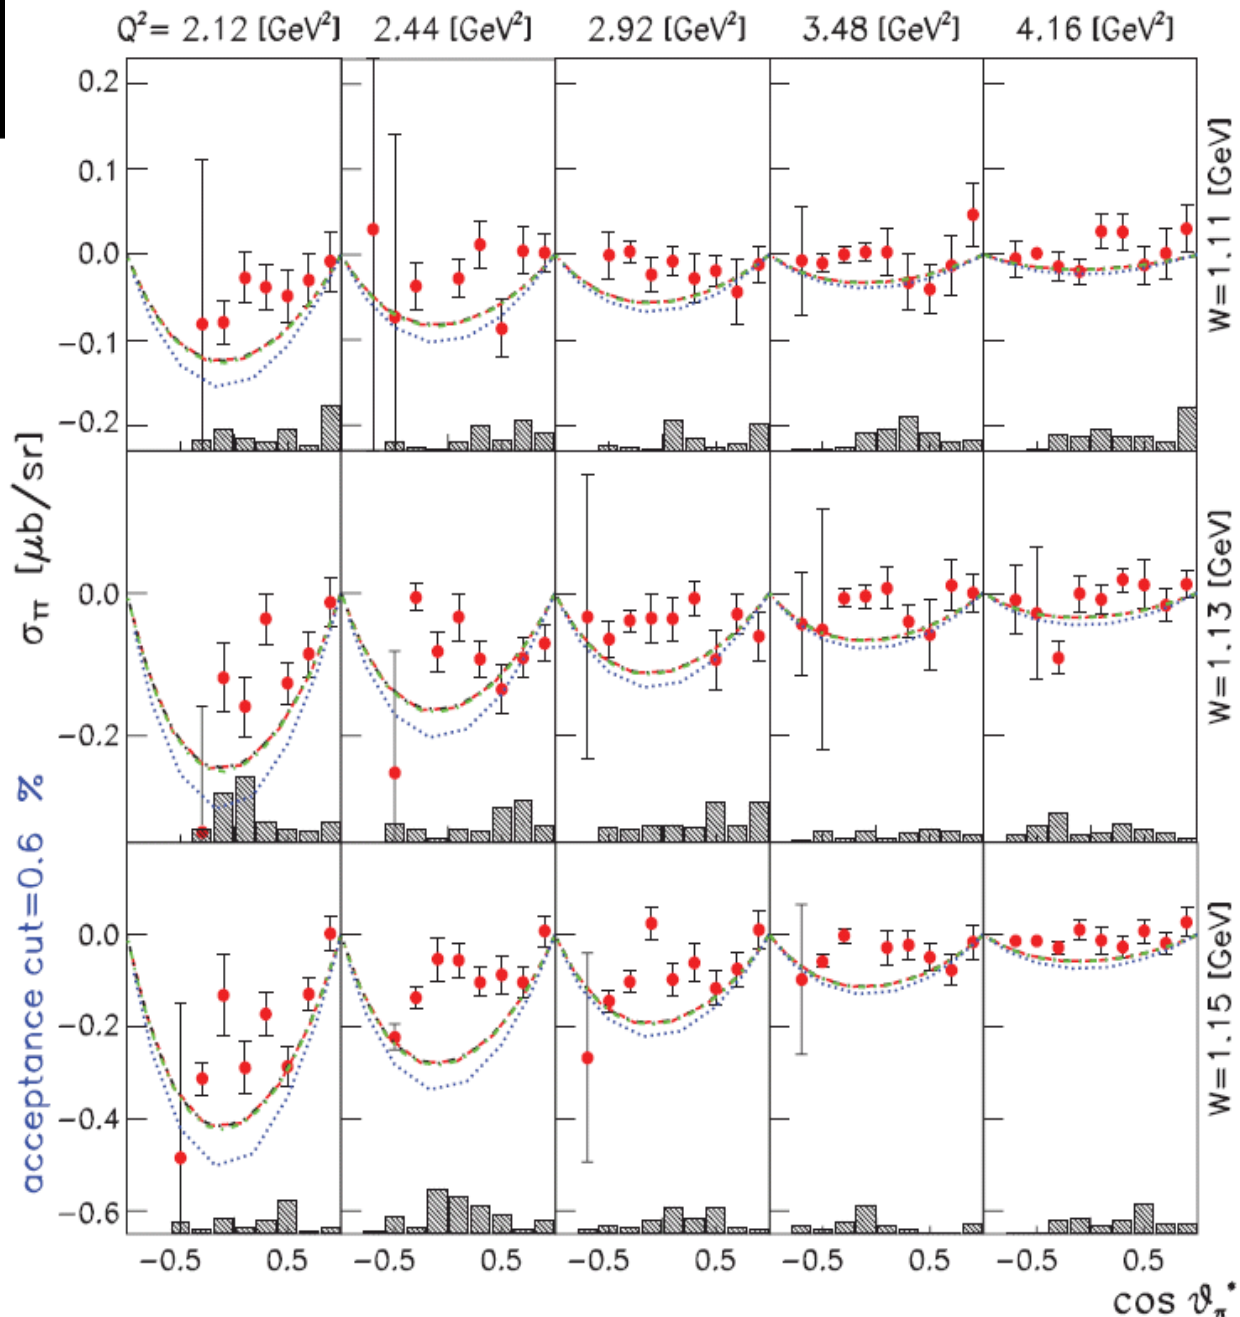 Q²= 2.12 [GeV²] 2.44 [GeV²] 2.92 [GeV²] 3.48 [GeV²] 4.16 [GeV²]
0.2
0.1
0.0
−0.1
−0.2
W=1.11 [GeV]
σ_TT [μb/sr]
0.0
−0.2
W=1.13 [GeV]
acceptance cut=0.6 %
0.0
−0.2
−0.4
−0.6
W=1.15 [GeV]
−0.5 0.5 −0.5 0.5 −0.5 0.5 −0.5 0.5 −0.5 0.5
cos ϑ_π*